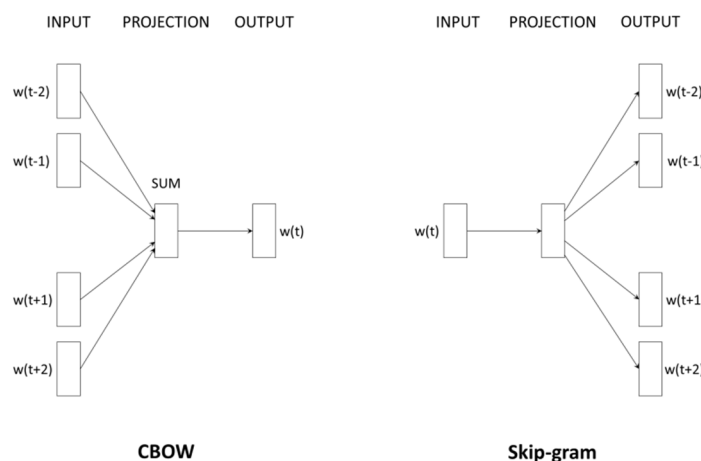 INPUT PROJECTION OUTPUT
w(t-2)
w(t-1)
SUM
w(t)
w(t+1)
w(t+2)
CBOW
INPUT PROJECTION OUTPUT
w(t-2)
w(t-1)
w(t)
w(t+1
w(t+2)
Skip-gram